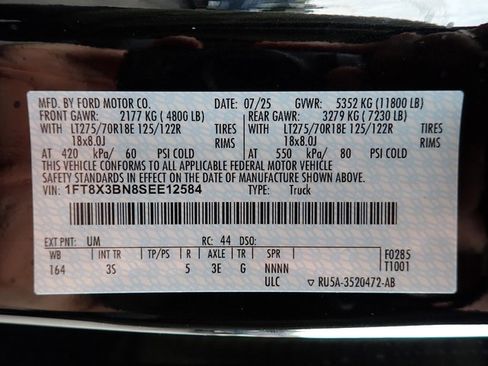 MFD. BY FORD MOTOR CO. 07/25 GVWR: 5352 KG (11800 LB)
FRONT GAWR: 2177 KG (4800 LB) REAR GAWR: 3279 KG (7230 LB)
WITH LT275/70R18E 125/122R TIRES WITH LT275/70R18E 125/122R TIRES
18x8.0J RIMS 18x8.0J RIMS
AT 420 kPa/ 60 PSI COLD AT 550 kPa/ 80 PSI COLD
THIS VEHICLE CONFORMS TO ALL APPLICABLE FEDERAL MOTOR VEHICLE
SAFETY STANDARDS IN EFFECT ON THE DATE OF MANUFACTURE SHOWN ABOVE.
VIN: 1FT8X3BN8SEE12584 TYPE: Truck
EXT PNT: UM RC: 44 DSO:
WB INT TR TP/PS R AXLE TR SPR F0285
164 3S 5 3E G NNNN T1001
ULC ▽ RU5A-3520472-AB